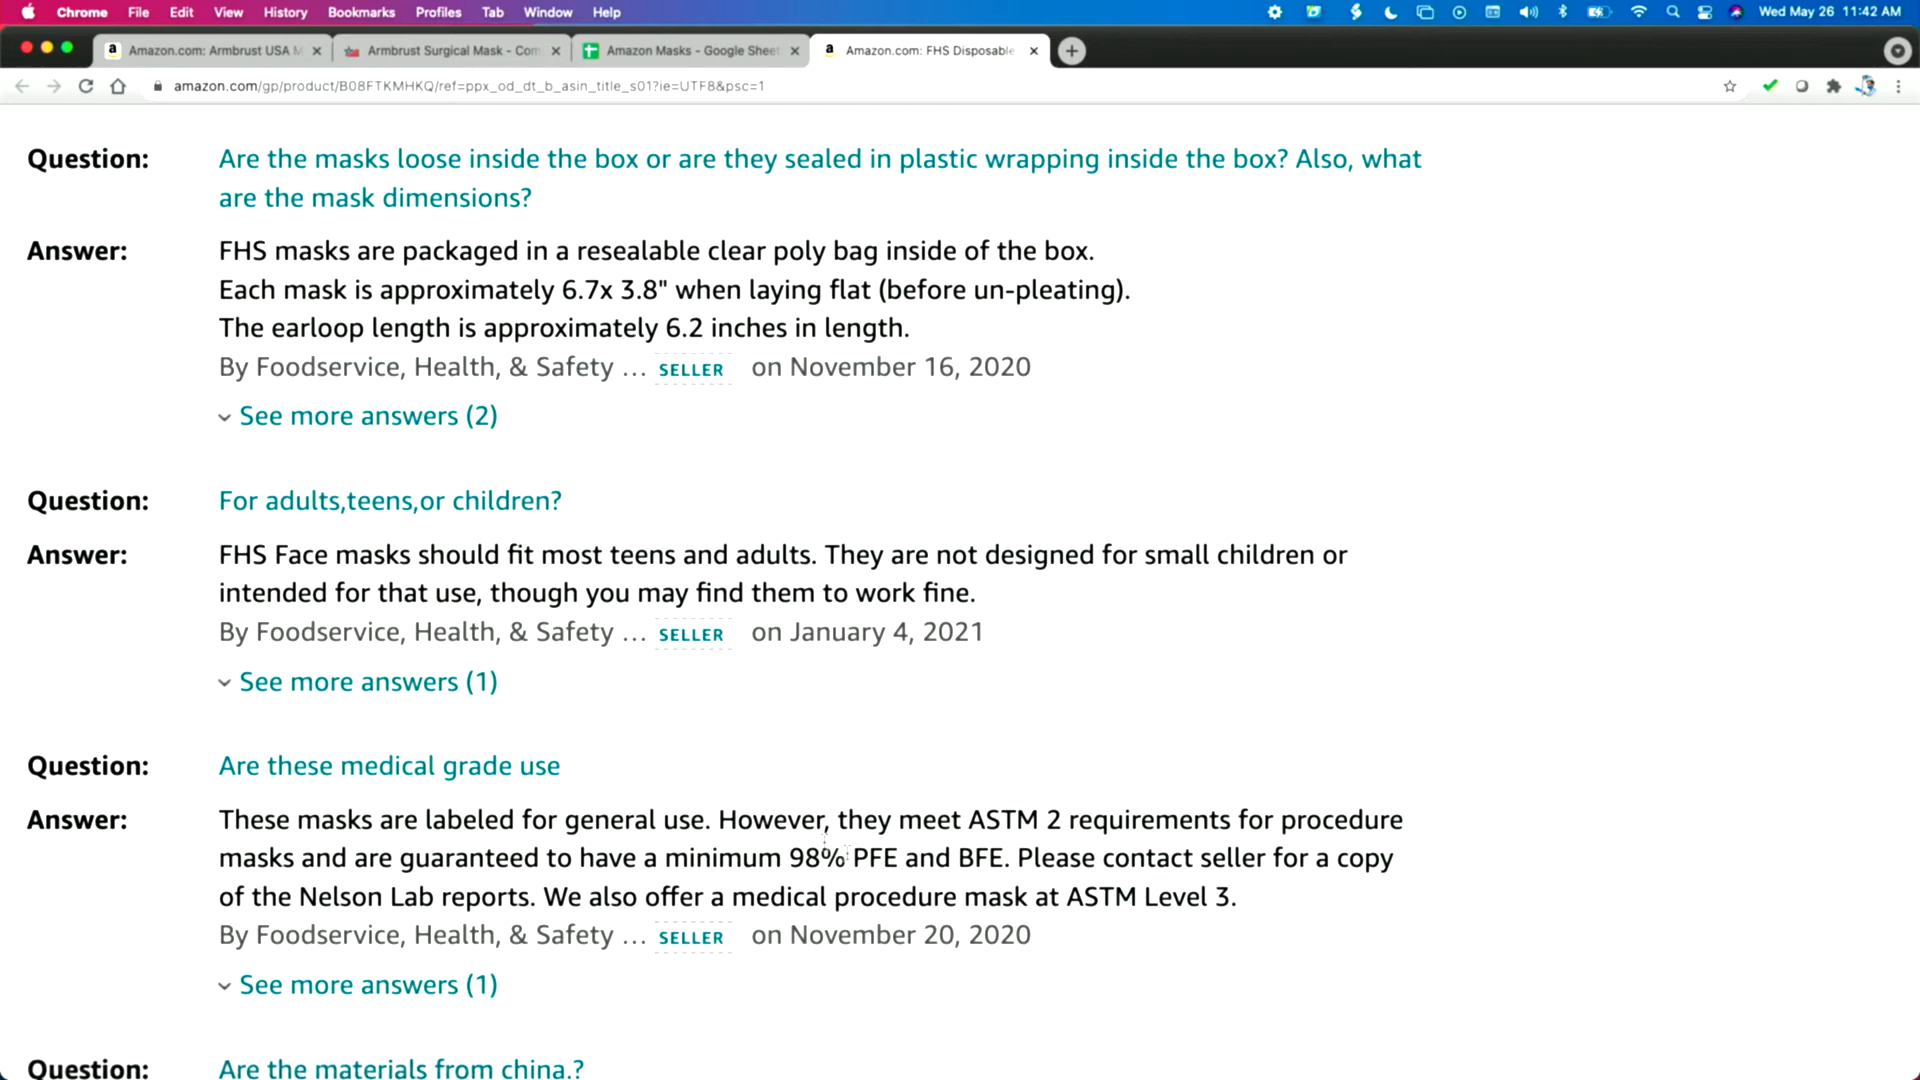 Chrome File Edit View History Bookmarks Profiles Tab Window Help Wed May 26 11:42 AM
Amazon.com: Armbrust USA M Armbrust Surgical Mask - Com Amazon Masks - Google Sheet Amazon.com: FHS Disposable
amazon.com/gp/product/B08FTKMHKQ/ref=ppx_od_dt_b_asin_title_s01?ie=UTF8&psc=1
Question: Are the masks loose inside the box or are they sealed in plastic wrapping inside the box? Also, what
are the mask dimensions?
Answer: FHS masks are packaged in a resealable clear poly bag inside of the box.
Each mask is approximately 6.7x 3.8" when laying flat (before un-pleating).
The earloop length is approximately 6.2 inches in length.
By Foodservice, Health, & Safety ... SELLER on November 16, 2020
See more answers (2)
Question: For adults,teens,or children?
Answer: FHS Face masks should fit most teens and adults. They are not designed for small children or
intended for that use, though you may find them to work fine.
By Foodservice, Health, & Safety ... SELLER on January 4, 2021
See more answers (1)
Question: Are these medical grade use
Answer: These masks are labeled for general use. However, they meet ASTM 2 requirements for procedure
masks and are guaranteed to have a minimum 98% PFE and BFE. Please contact seller for a copy
of the Nelson Lab reports. We also offer a medical procedure mask at ASTM Level 3.
By Foodservice, Health, & Safety ... SELLER on November 20, 2020
See more answers (1)
Question: Are the materials from china.?